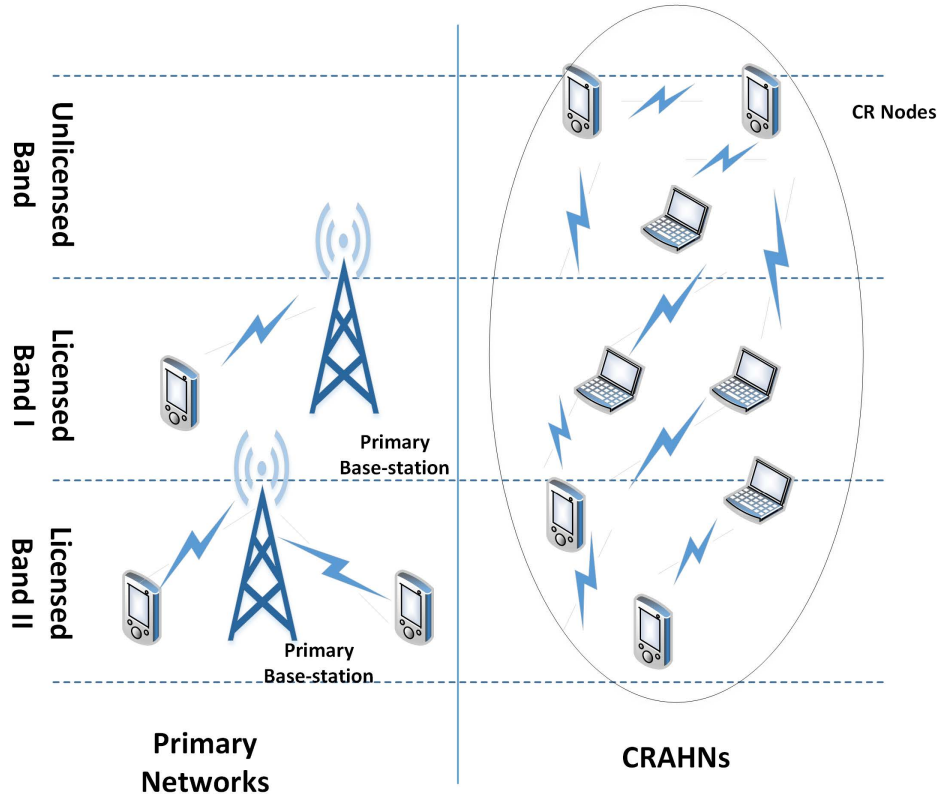 Unlicensed
Band
CR Nodes
Licensed
Band I
Primary
Base-station
Licensed
Band II
Primary
Base-station
Primary
Networks
CRAHNs